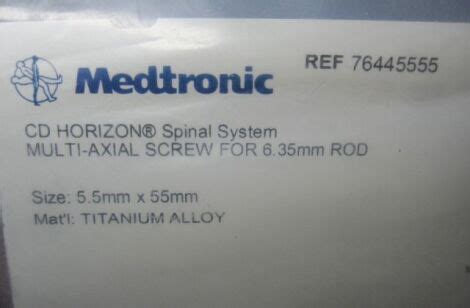 Medtronic
REF 76445555
CD HORIZON® Spinal System
MULTI-AXIAL SCREW FOR 6.35mm ROD
Size: 5.5mm x 55mm
Mat'l: TITANIUM ALLOY